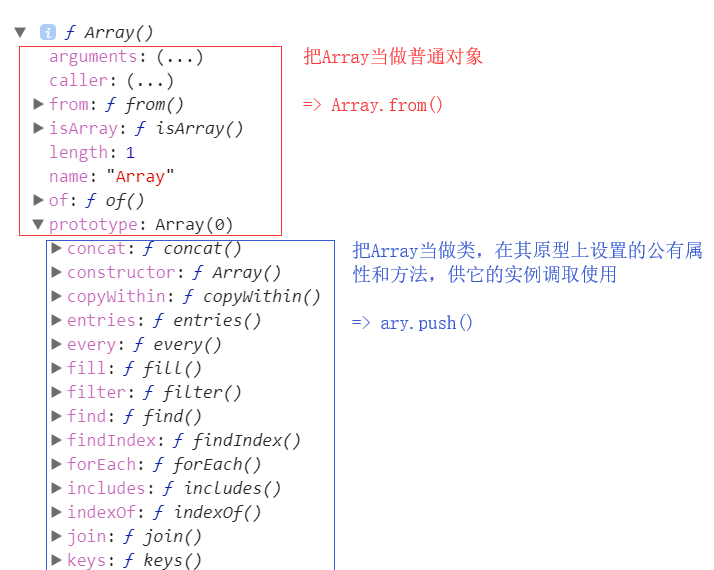 ƒ Array()
arguments: (...)
caller: (...)
from: ƒ from()
isArray: ƒ isArray()
length: 1
name: "Array"
of: ƒ of()
prototype: Array(0)
把Array当做普通对象
=> Array.from()
concat: ƒ concat()
constructor: ƒ Array()
copyWithin: ƒ copyWithin()
entries: ƒ entries()
every: ƒ every()
fill: ƒ fill()
filter: ƒ filter()
find: ƒ find()
findIndex: ƒ findIndex()
forEach: ƒ forEach()
includes: ƒ includes()
indexOf: ƒ indexOf()
join: ƒ join()
keys: ƒ keys()
把Array当做类，在其原型上设置的公有属
性和方法，供它的实例调取使用
=> ary.push()